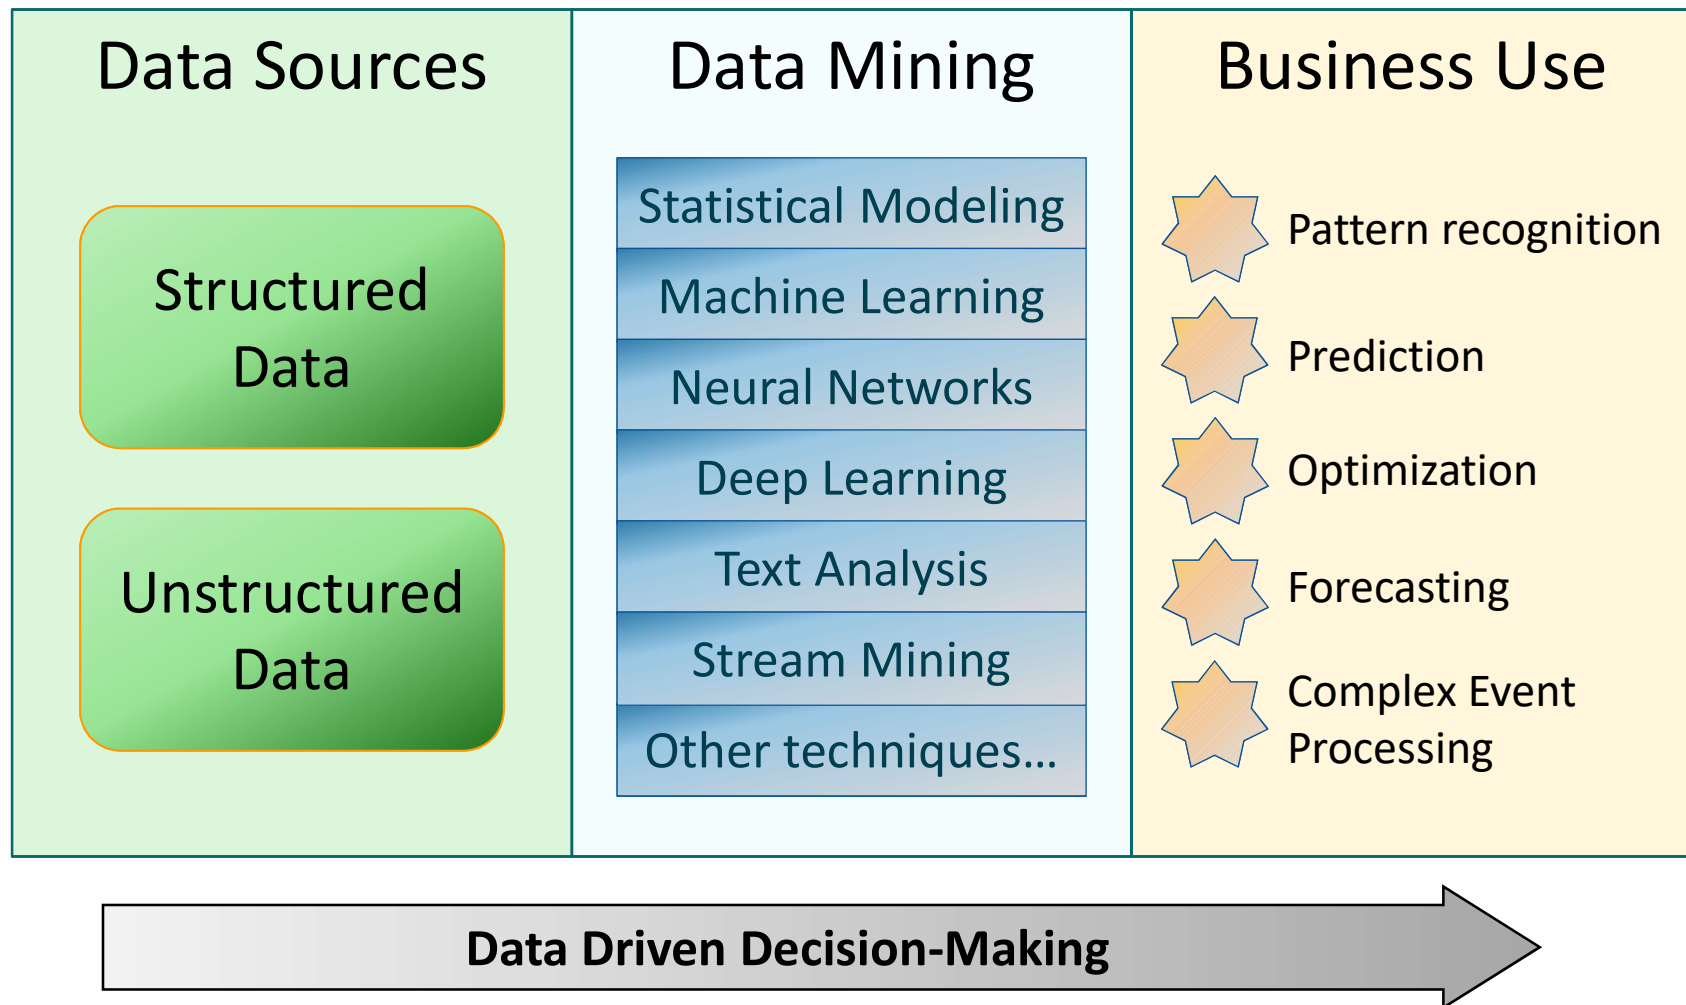 Data Sources
Structured
Data
Unstructured
Data
Data Mining
Statistical Modeling
Machine Learning
Neural Networks
Deep Learning
Text Analysis
Stream Mining
Other techniques…
Business Use
Pattern recognition
Prediction
Optimization
Forecasting
Complex Event
Processing
Data Driven Decision-Making